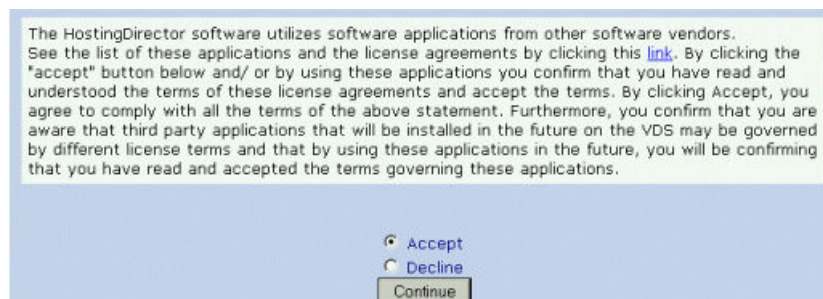 The HostingDirector software utilizes software applications from other software vendors.
See the list of these applications and the license agreements by clicking this link. By clicking the
"accept" button below and/ or by using these applications you confirm that you have read and
understood the terms of these license agreements and accept the terms. By clicking Accept, you
agree to comply with all the terms of the above statement. Furthermore, you confirm that you are
aware that third party applications that will be installed in the future on the VDS may be governed
by different license terms and that by using these applications in the future, you will be confirming
that you have read and accepted the terms governing these applications.
Accept
Decline
Continue